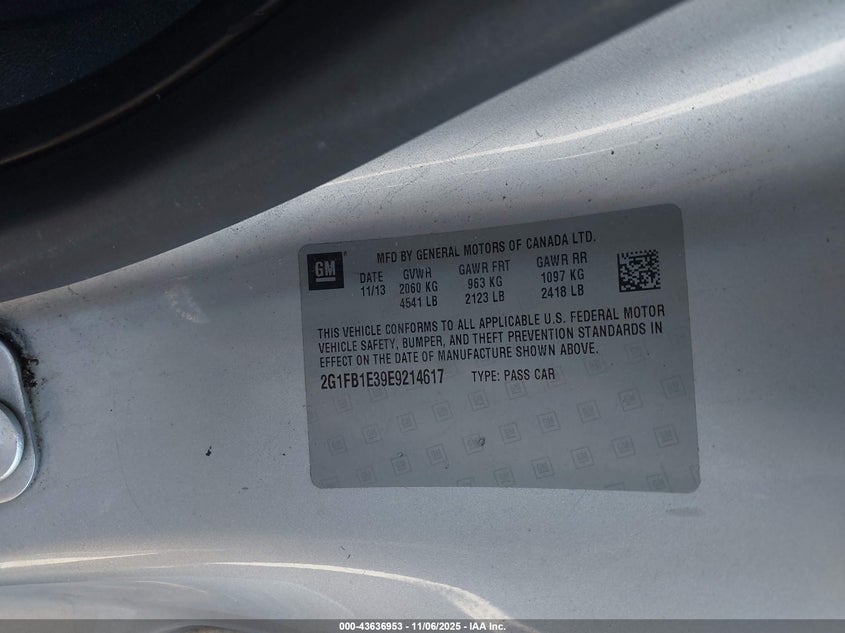 MFD BY GENERAL MOTORS OF CANADA LTD.
GM
DATE GVWR GAWR FRT GAWR RR
11/13 2060 KG 963 KG 1097 KG
4541 LB 2123 LB 2418 LB
THIS VEHICLE CONFORMS TO ALL APPLICABLE U.S. FEDERAL MOTOR
VEHICLE SAFETY, BUMPER, AND THEFT PREVENTION STANDARDS IN
EFFECT ON THE DATE OF MANUFACTURE SHOWN ABOVE.
2G1FB1E39E9214617 TYPE: PASS CAR
000-43636953 - 11/06/2025 - IAA Inc.